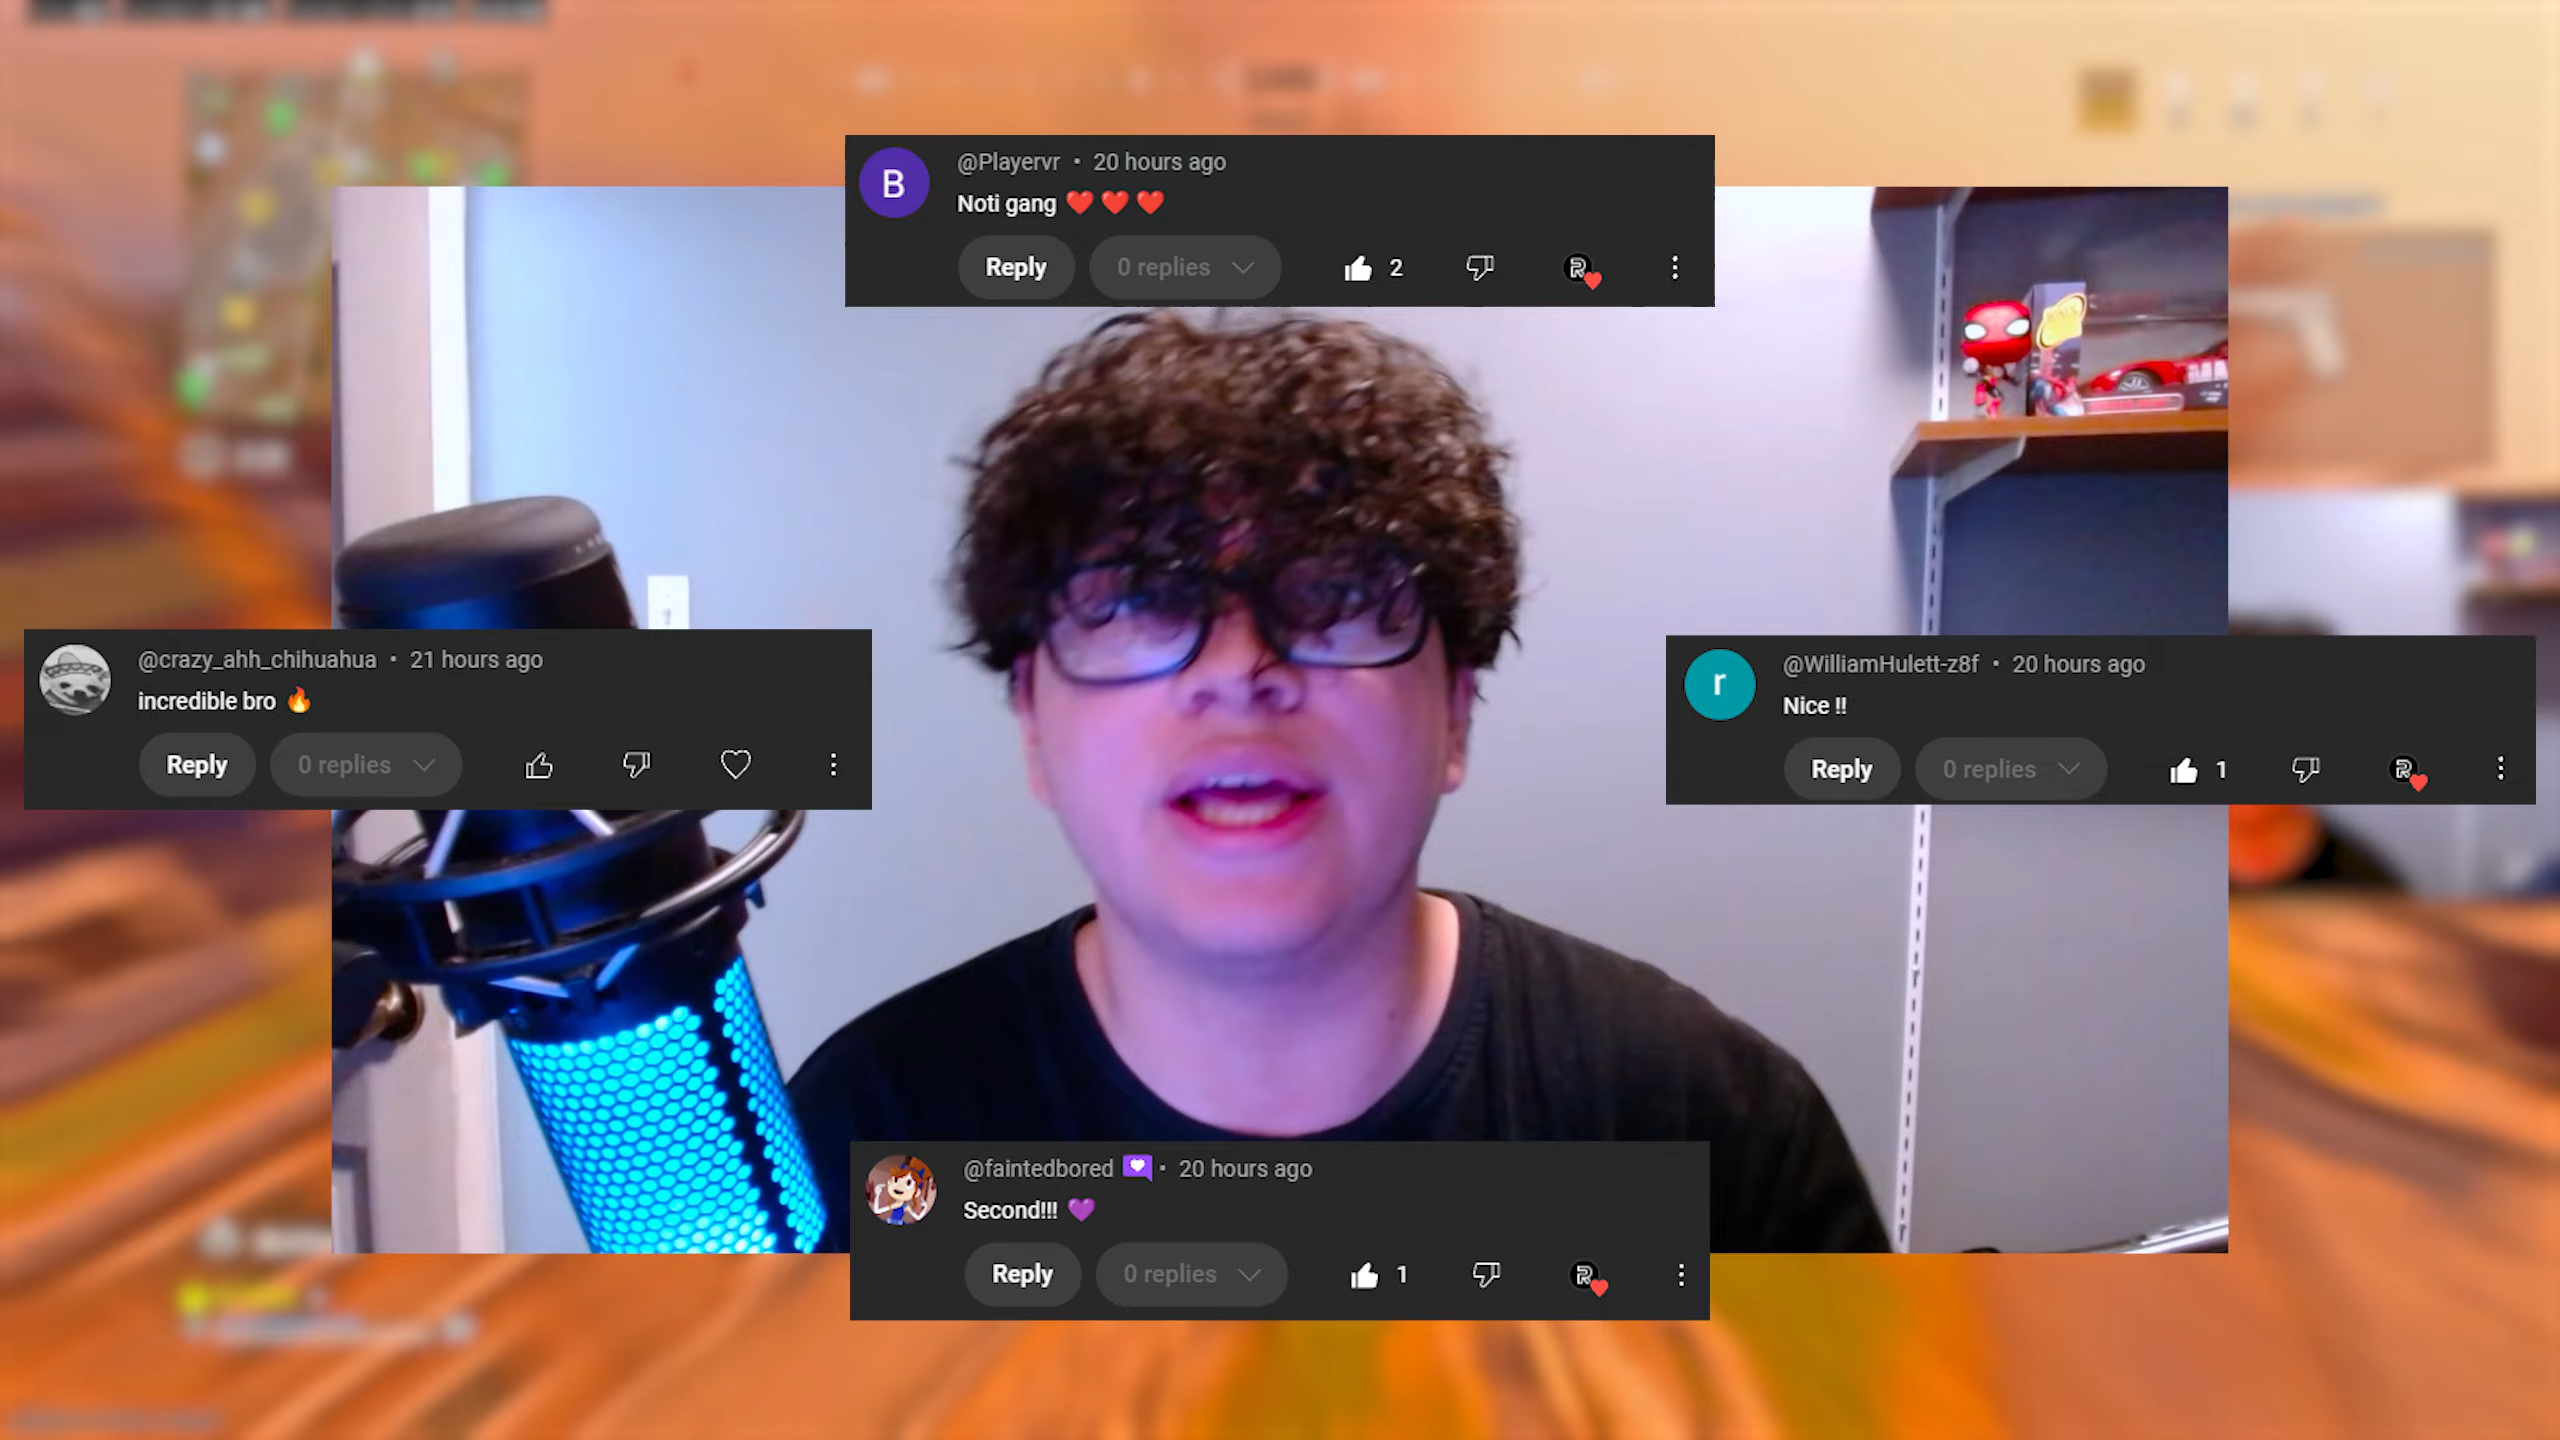 B
@Playervr • 20 hours ago
Noti gang ❤️ ❤️ ❤️
Reply 0 replies 2
@crazy_ahh_chihuahua • 21 hours ago
incredible bro 🔥
Reply 0 replies
r
@WilliamHulett-z8f • 20 hours ago
Nice !!
Reply 0 replies 1
@faintedbored • 20 hours ago
Second!!! 💜
Reply 0 replies 1